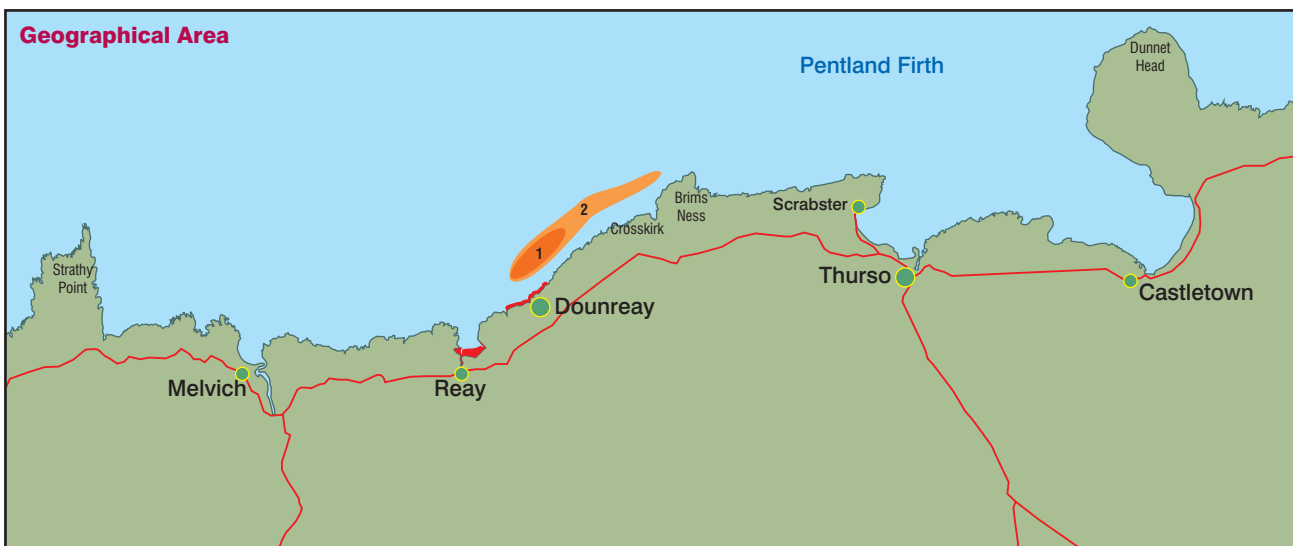 Geographical Area
Dunnet
Head
Pentland Firth
2
Brims
Ness
Scrabster
Crosskirk
1
Strathy
Point
Thurso
Castletown
Dounreay
Melvich
Reay